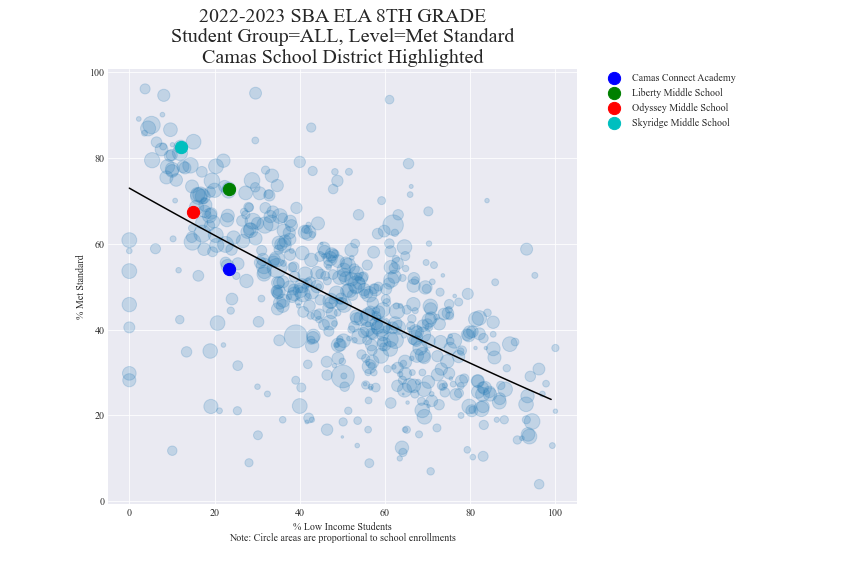 2022-2023 SBA ELA 8TH GRADE
Student Group=ALL, Level=Met Standard
Camas School District Highlighted
100
80
60
40
20
0
% Met Standard
0 20 40 60 80 100
% Low Income Students
Note: Circle areas are proportional to school enrollments
Camas Connect Academy
Liberty Middle School
Odyssey Middle School
Skyridge Middle School